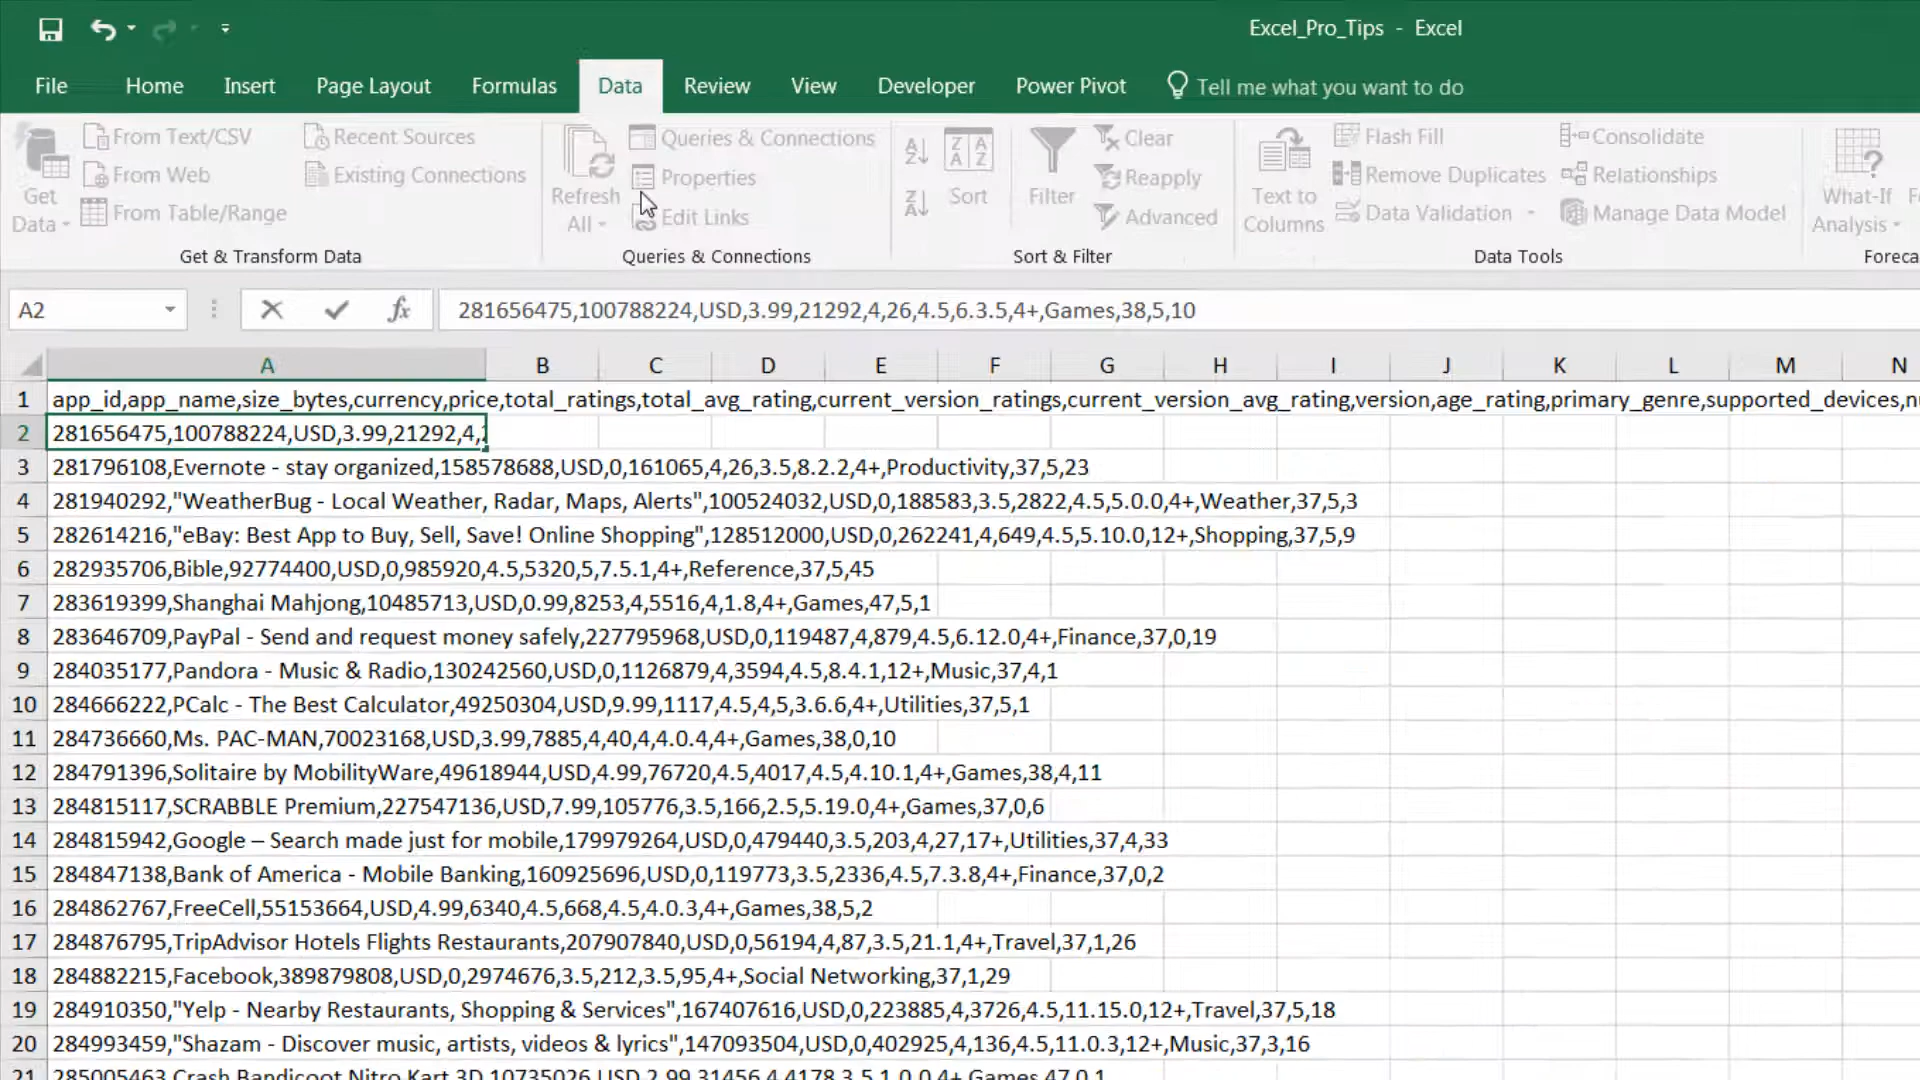 Excel_Pro_Tips - Excel
File Home Insert Page Layout Formulas Data Review View Developer Power Pivot Tell me what you want to do
Get Data
From Text/CSV
From Web
From Table/Range
Recent Sources
Existing Connections
Get & Transform Data
Refresh All
Queries & Connections
Properties
Edit Links
Queries & Connections
Sort
Filter
Clear
Reapply
Advanced
Sort & Filter
Text to Columns
Flash Fill
Remove Duplicates
Data Validation
Consolidate
Relationships
Manage Data Model
Data Tools
What-If Analysis
A2 fx 281656475,100788224,USD,3.99,21292,4,26,4.5,6.3.5,4+,Games,38,5,10
A B C D E F G H I J K L M N
1 app_id,app_name,size_bytes,currency,price,total_ratings,total_avg_rating,current_version_ratings,current_version_avg_rating,version,age_rating,primary_genre,supported_devices,
2 281656475,100788224,USD,3.99,21292,4,
3 281796108,Evernote - stay organized,158578688,USD,0,161065,4,26,3.5,8.2.2,4+,Productivity,37,5,23
4 281940292,"WeatherBug - Local Weather, Radar, Maps, Alerts",100524032,USD,0,188583,3.5,2822,4.5,5.0.0,4+,Weather,37,5,3
5 282614216,"eBay: Best App to Buy, Sell, Save! Online Shopping",128512000,USD,0,262241,4,649,4.5,5.10.0,12+,Shopping,37,5,9
6 282935706,Bible,92774400,USD,0,985920,4.5,5320,5,7.5.1,4+,Reference,37,5,45
7 283619399,Shanghai Mahjong,10485713,USD,0.99,8253,4,5516,4,1.8,4+,Games,47,5,1
8 283646709,PayPal - Send and request money safely,227795968,USD,0,119487,4,879,4.5,6.12.0,4+,Finance,37,0,19
9 284035177,Pandora - Music & Radio,130242560,USD,0,1126879,4,3594,4.5,8.4.1,12+,Music,37,4,1
10 284666222,PCalc - The Best Calculator,49250304,USD,9.99,1117,4.5,4,5,3.6.6,4+,Utilities,37,5,1
11 284736660,Ms. PAC-MAN,70023168,USD,3.99,7885,4,40,4,4.0.4,4+,Games,38,0,10
12 284791396,Solitaire by MobilityWare,49618944,USD,4.99,76720,4.5,4017,4.5,4.10.1,4+,Games,38,4,11
13 284815117,SCRABBLE Premium,227547136,USD,7.99,105776,3.5,166,2.5,5.19.0,4+,Games,37,0,6
14 284815942,Google – Search made just for mobile,179979264,USD,0,479440,3.5,203,4,27,17+,Utilities,37,4,33
15 284847138,Bank of America - Mobile Banking,160925696,USD,0,119773,3.5,2336,4.5,7.3.8,4+,Finance,37,0,2
16 284862767,FreeCell,55153664,USD,4.99,6340,4.5,668,4.5,4.0.3,4+,Games,38,5,2
17 284876795,TripAdvisor Hotels Flights Restaurants,207907840,USD,0,56194,4,87,3.5,21.1,4+,Travel,37,1,26
18 284882215,Facebook,389879808,USD,0,2974676,3.5,212,3.5,95,4+,Social Networking,37,1,29
19 284910350,"Yelp - Nearby Restaurants, Shopping & Services",167407616,USD,0,223885,4,3726,4.5,11.15.0,12+,Travel,37,5,18
20 284993459,"Shazam - Discover music, artists, videos & lyrics",147093504,USD,0,402925,4,136,4.5,11.0.3,12+,Music,37,3,16
21 285005463,Crash Bandicoot Nitro Kart 3D,10735026,USD,2.99,31456,4,4178,3.5,1.0.0,4+,Games,47,0,1